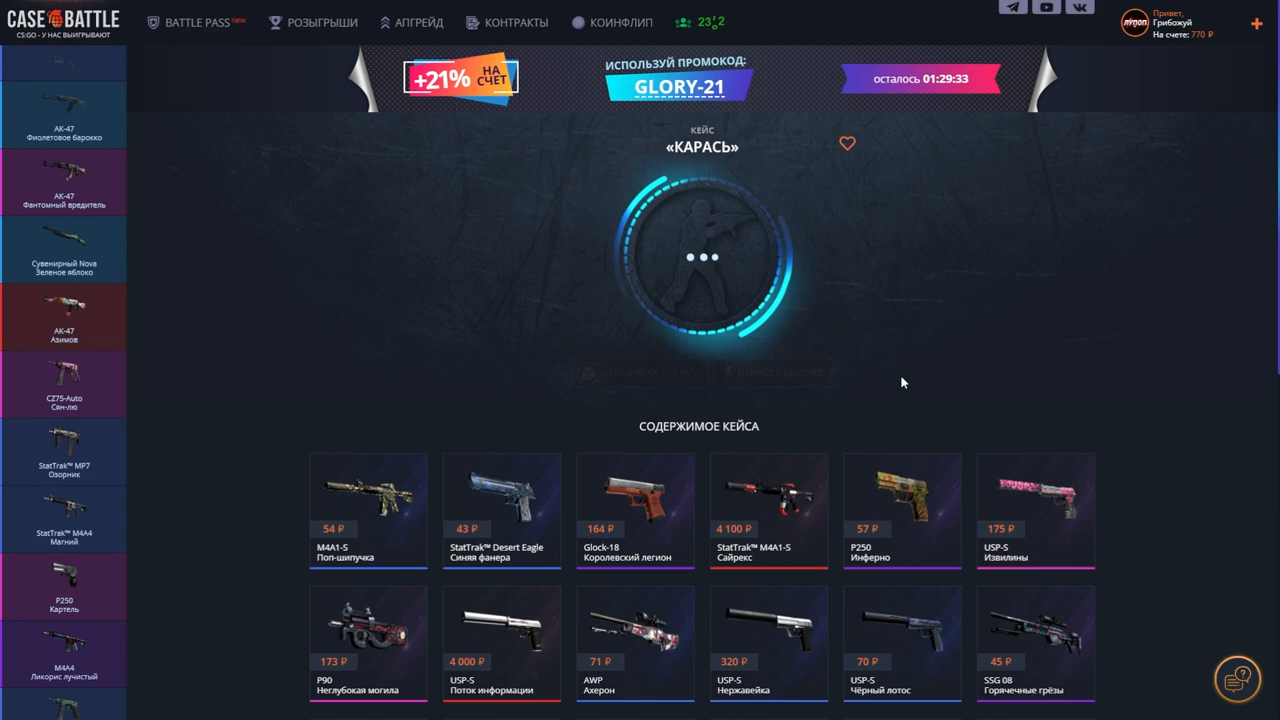 CASE BATTLE
CS:GO - У НАС ВЫИГРЫВАЮТ
BATTLE PASS new
РОЗЫГРЫШИ
АПГРЕЙД
КОНТРАКТЫ
КОИНФЛИП
Привет,
Грибожуй
На счете: 770 ₽
+21% НА СЧЕТ
ИСПОЛЬЗУЙ ПРОМОКОД:
GLORY-21
осталось 01:29:33
КЕЙС
«КАРАСЬ»
АК-47
Фиолетовое барокко
АК-47
Фантомный вредитель
Сувенирный Nova
Зеленое яблоко
АК-47
Азимов
CZ75-Auto
Сян-лю
StatTrak™ MP7
Озорник
StatTrak™ M4A4
Магний
P250
Картель
M4A4
Ликорис лучистый
СОДЕРЖИМОЕ КЕЙСА
54 ₽
M4A1-S
Поп-шипучка
43 ₽
StatTrak™ Desert Eagle
Синяя фанера
164 ₽
Glock-18
Королевский легион
4 100 ₽
StatTrak™ M4A1-S
Сайрекс
57 ₽
P250
Инферно
175 ₽
USP-S
Извилины
173 ₽
P90
Неглубокая могила
4 000 ₽
USP-S
Поток информации
71 ₽
AWP
Ахерон
320 ₽
USP-S
Нержавейка
70 ₽
USP-S
Чёрный лотос
45 ₽
SSG 08
Горячечные грёзы